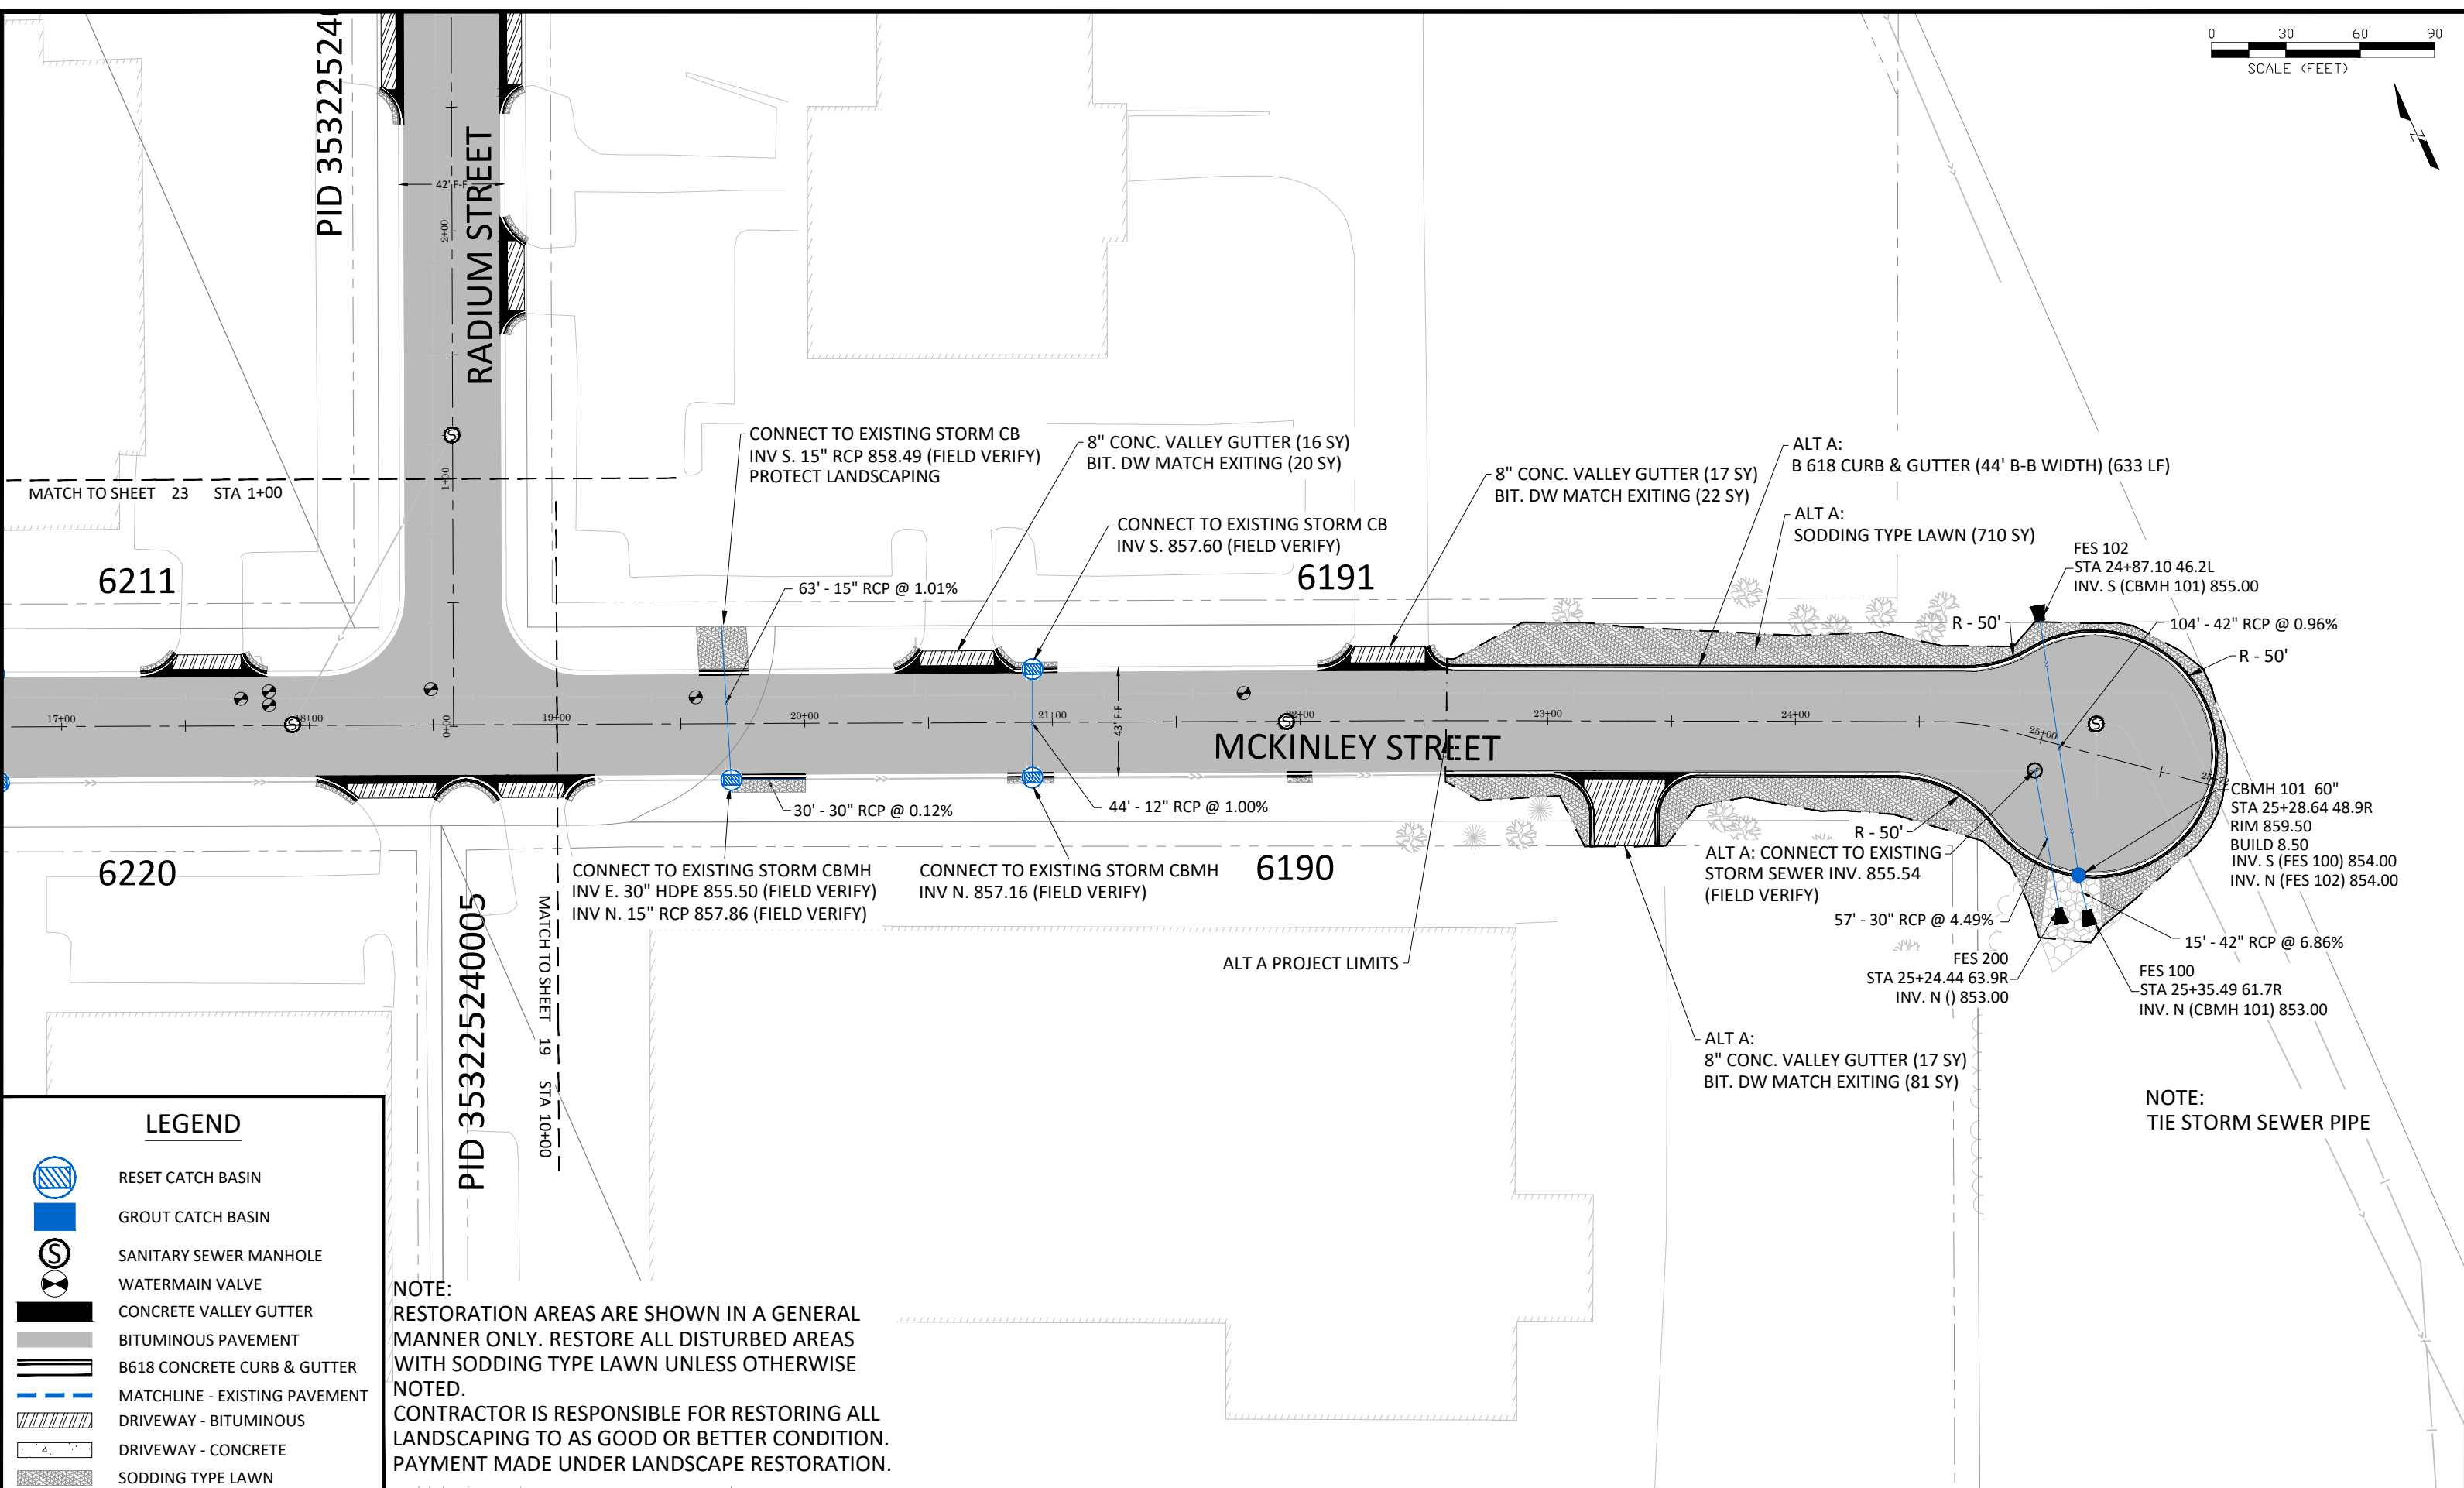 0 30 60 90
SCALE (FEET)
N
RADIUM STREET
42' F-F
2+00
1+00
0+00
MATCH TO SHEET 23 STA 1+00
6211
CONNECT TO EXISTING STORM CB
INV S. 15" RCP 858.49 (FIELD VERIFY)
PROTECT LANDSCAPING
8" CONC. VALLEY GUTTER (16 SY)
BIT. DW MATCH EXITING (20 SY)
CONNECT TO EXISTING STORM CB
INV S. 857.60 (FIELD VERIFY)
63' - 15" RCP @ 1.01%
6191
8" CONC. VALLEY GUTTER (17 SY)
BIT. DW MATCH EXITING (22 SY)
ALT A:
B 618 CURB & GUTTER (44' B-B WIDTH) (633 LF)
ALT A:
SODDING TYPE LAWN (710 SY)
FES 102
STA 24+87.10 46.2L
INV. S (CBMH 101) 855.00
R - 50'
104' - 42" RCP @ 0.96%
R - 50'
17+00 18+00 19+00 20+00 21+00 22+00 23+00 24+00 25+00
S
43' F-F
MCKINLEY STREET
6220
30' - 30" RCP @ 0.12%
44' - 12" RCP @ 1.00%
CONNECT TO EXISTING STORM CBMH
INV E. 30" HDPE 855.50 (FIELD VERIFY)
INV N. 15" RCP 857.86 (FIELD VERIFY)
CONNECT TO EXISTING STORM CBMH
INV N. 857.16 (FIELD VERIFY)
6190
R - 50'
ALT A: CONNECT TO EXISTING
STORM SEWER INV. 855.54
(FIELD VERIFY)
CBMH 101 60"
STA 25+28.64 48.9R
RIM 859.50
BUILD 8.50
INV. S (FES 100) 854.00
INV. N (FES 102) 854.00
57' - 30" RCP @ 4.49%
15' - 42" RCP @ 6.86%
FES 200
STA 25+24.44 63.9R
INV. N () 853.00
FES 100
STA 25+35.49 61.7R
INV. N (CBMH 101) 853.00
ALT A PROJECT LIMITS
ALT A:
8" CONC. VALLEY GUTTER (17 SY)
BIT. DW MATCH EXITING (81 SY)
NOTE:
TIE STORM SEWER PIPE
PID 353225240005
MATCH TO SHEET 19 STA 10+00
LEGEND
RESET CATCH BASIN
GROUT CATCH BASIN
S SANITARY SEWER MANHOLE
WATERMAIN VALVE
CONCRETE VALLEY GUTTER
BITUMINOUS PAVEMENT
B618 CONCRETE CURB & GUTTER
MATCHLINE - EXISTING PAVEMENT
DRIVEWAY - BITUMINOUS
DRIVEWAY - CONCRETE
SODDING TYPE LAWN
NOTE:
RESTORATION AREAS ARE SHOWN IN A GENERAL
MANNER ONLY. RESTORE ALL DISTURBED AREAS
WITH SODDING TYPE LAWN UNLESS OTHERWISE
NOTED.
CONTRACTOR IS RESPONSIBLE FOR RESTORING ALL
LANDSCAPING TO AS GOOD OR BETTER CONDITION.
PAYMENT MADE UNDER LANDSCAPE RESTORATION.